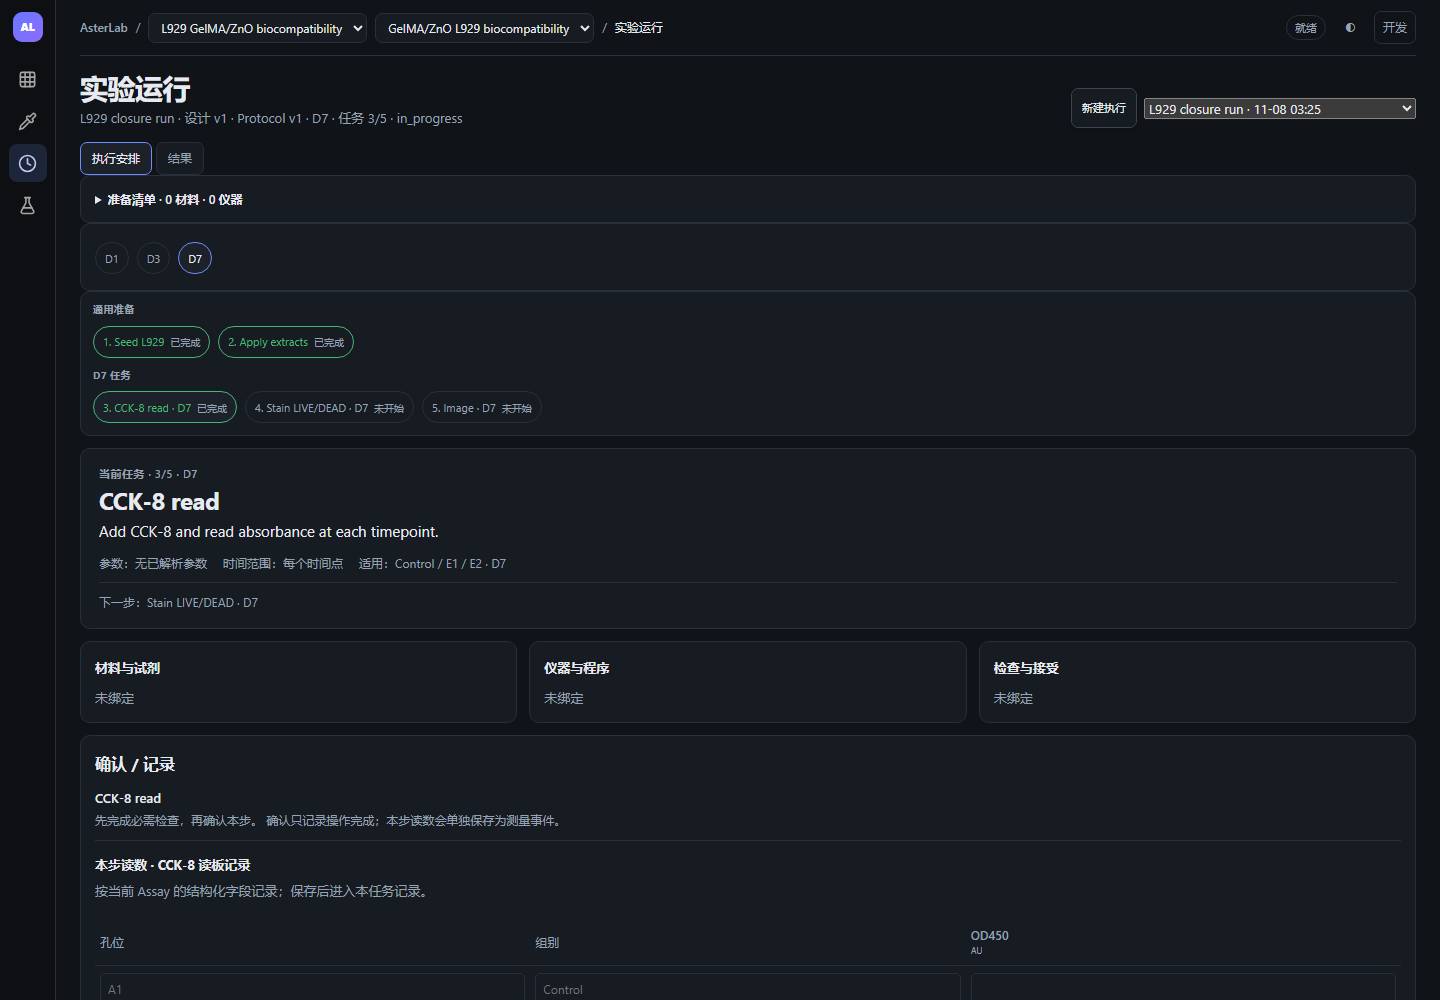 AL
AsterLab / L929 GelMA/ZnO biocompatibility GelMA/ZnO L929 biocompatibility / 实验运行
就绪 开发
实验运行
L929 closure run · 设计 v1 · Protocol v1 · D7 · 任务 3/5 · in_progress
新建执行 L929 closure run · 11-08 03:25
执行安排 结果
准备清单 · 0 材料 · 0 仪器
D1 D3 D7
通用准备
1. Seed L929 已完成 2. Apply extracts 已完成
D7 任务
3. CCK-8 read · D7 已完成 4. Stain LIVE/DEAD · D7 未开始 5. Image · D7 未开始
当前任务 · 3/5 · D7
CCK-8 read
Add CCK-8 and read absorbance at each timepoint.
参数：无已解析参数 时间范围：每个时间点 适用：Control / E1 / E2 · D7
下一步：Stain LIVE/DEAD · D7
材料与试剂 仪器与程序 检查与接受
未绑定 未绑定 未绑定
确认 / 记录
CCK-8 read
先完成必需检查，再确认本步。 确认只记录操作完成；本步读数会单独保存为测量事件。
本步读数 · CCK-8 读板记录
按当前 Assay 的结构化字段记录；保存后进入本任务记录。
孔位 组别 OD450
AU
A1 Control